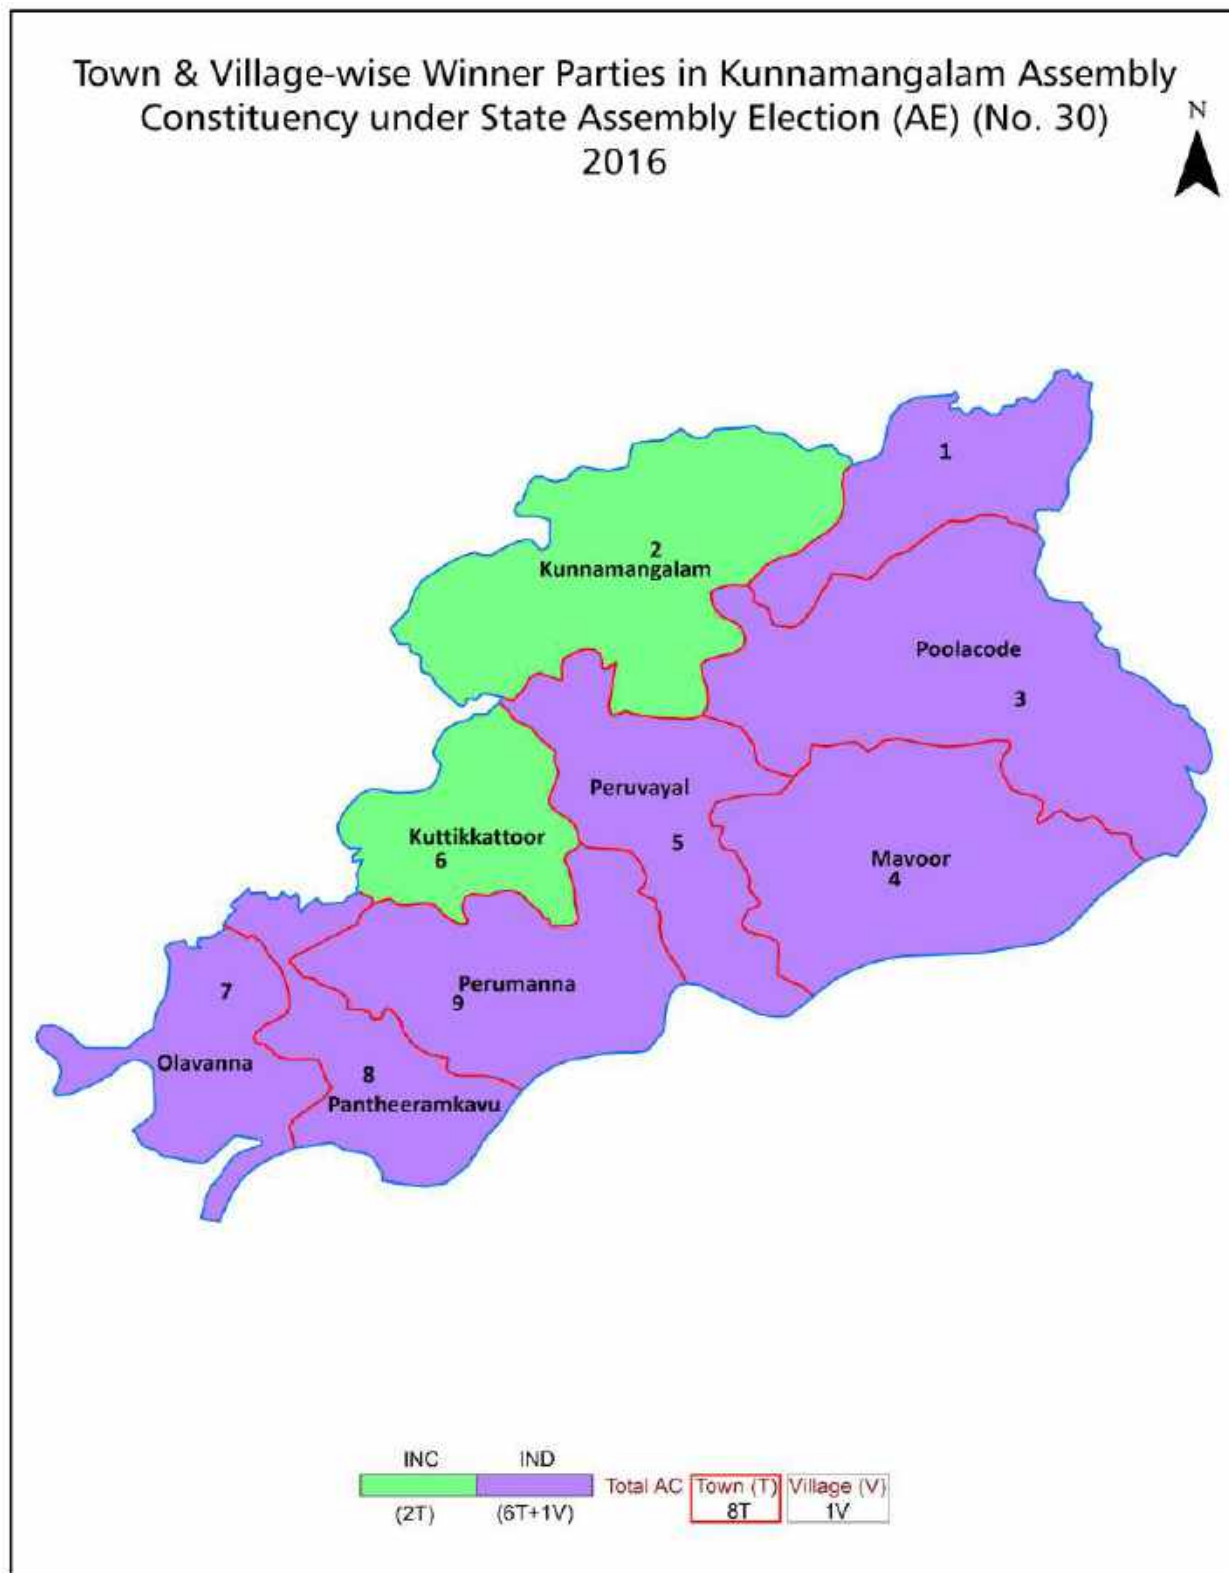 Town & Village-wise Winner Parties in Kunnamangalam Assembly
Constituency under State Assembly Election (AE) (No. 30)
2016
N
1
2
Kunnamangalam
Poolacode
3
Peruvayal
5
Kuttikkattoor
6
Mavoor
4
7
Olavanna
Perumanna
9
8
Pantheeramkavu
INC IND
Total AC Town (T) Village (V)
(2T) (6T+1V) 8T 1V